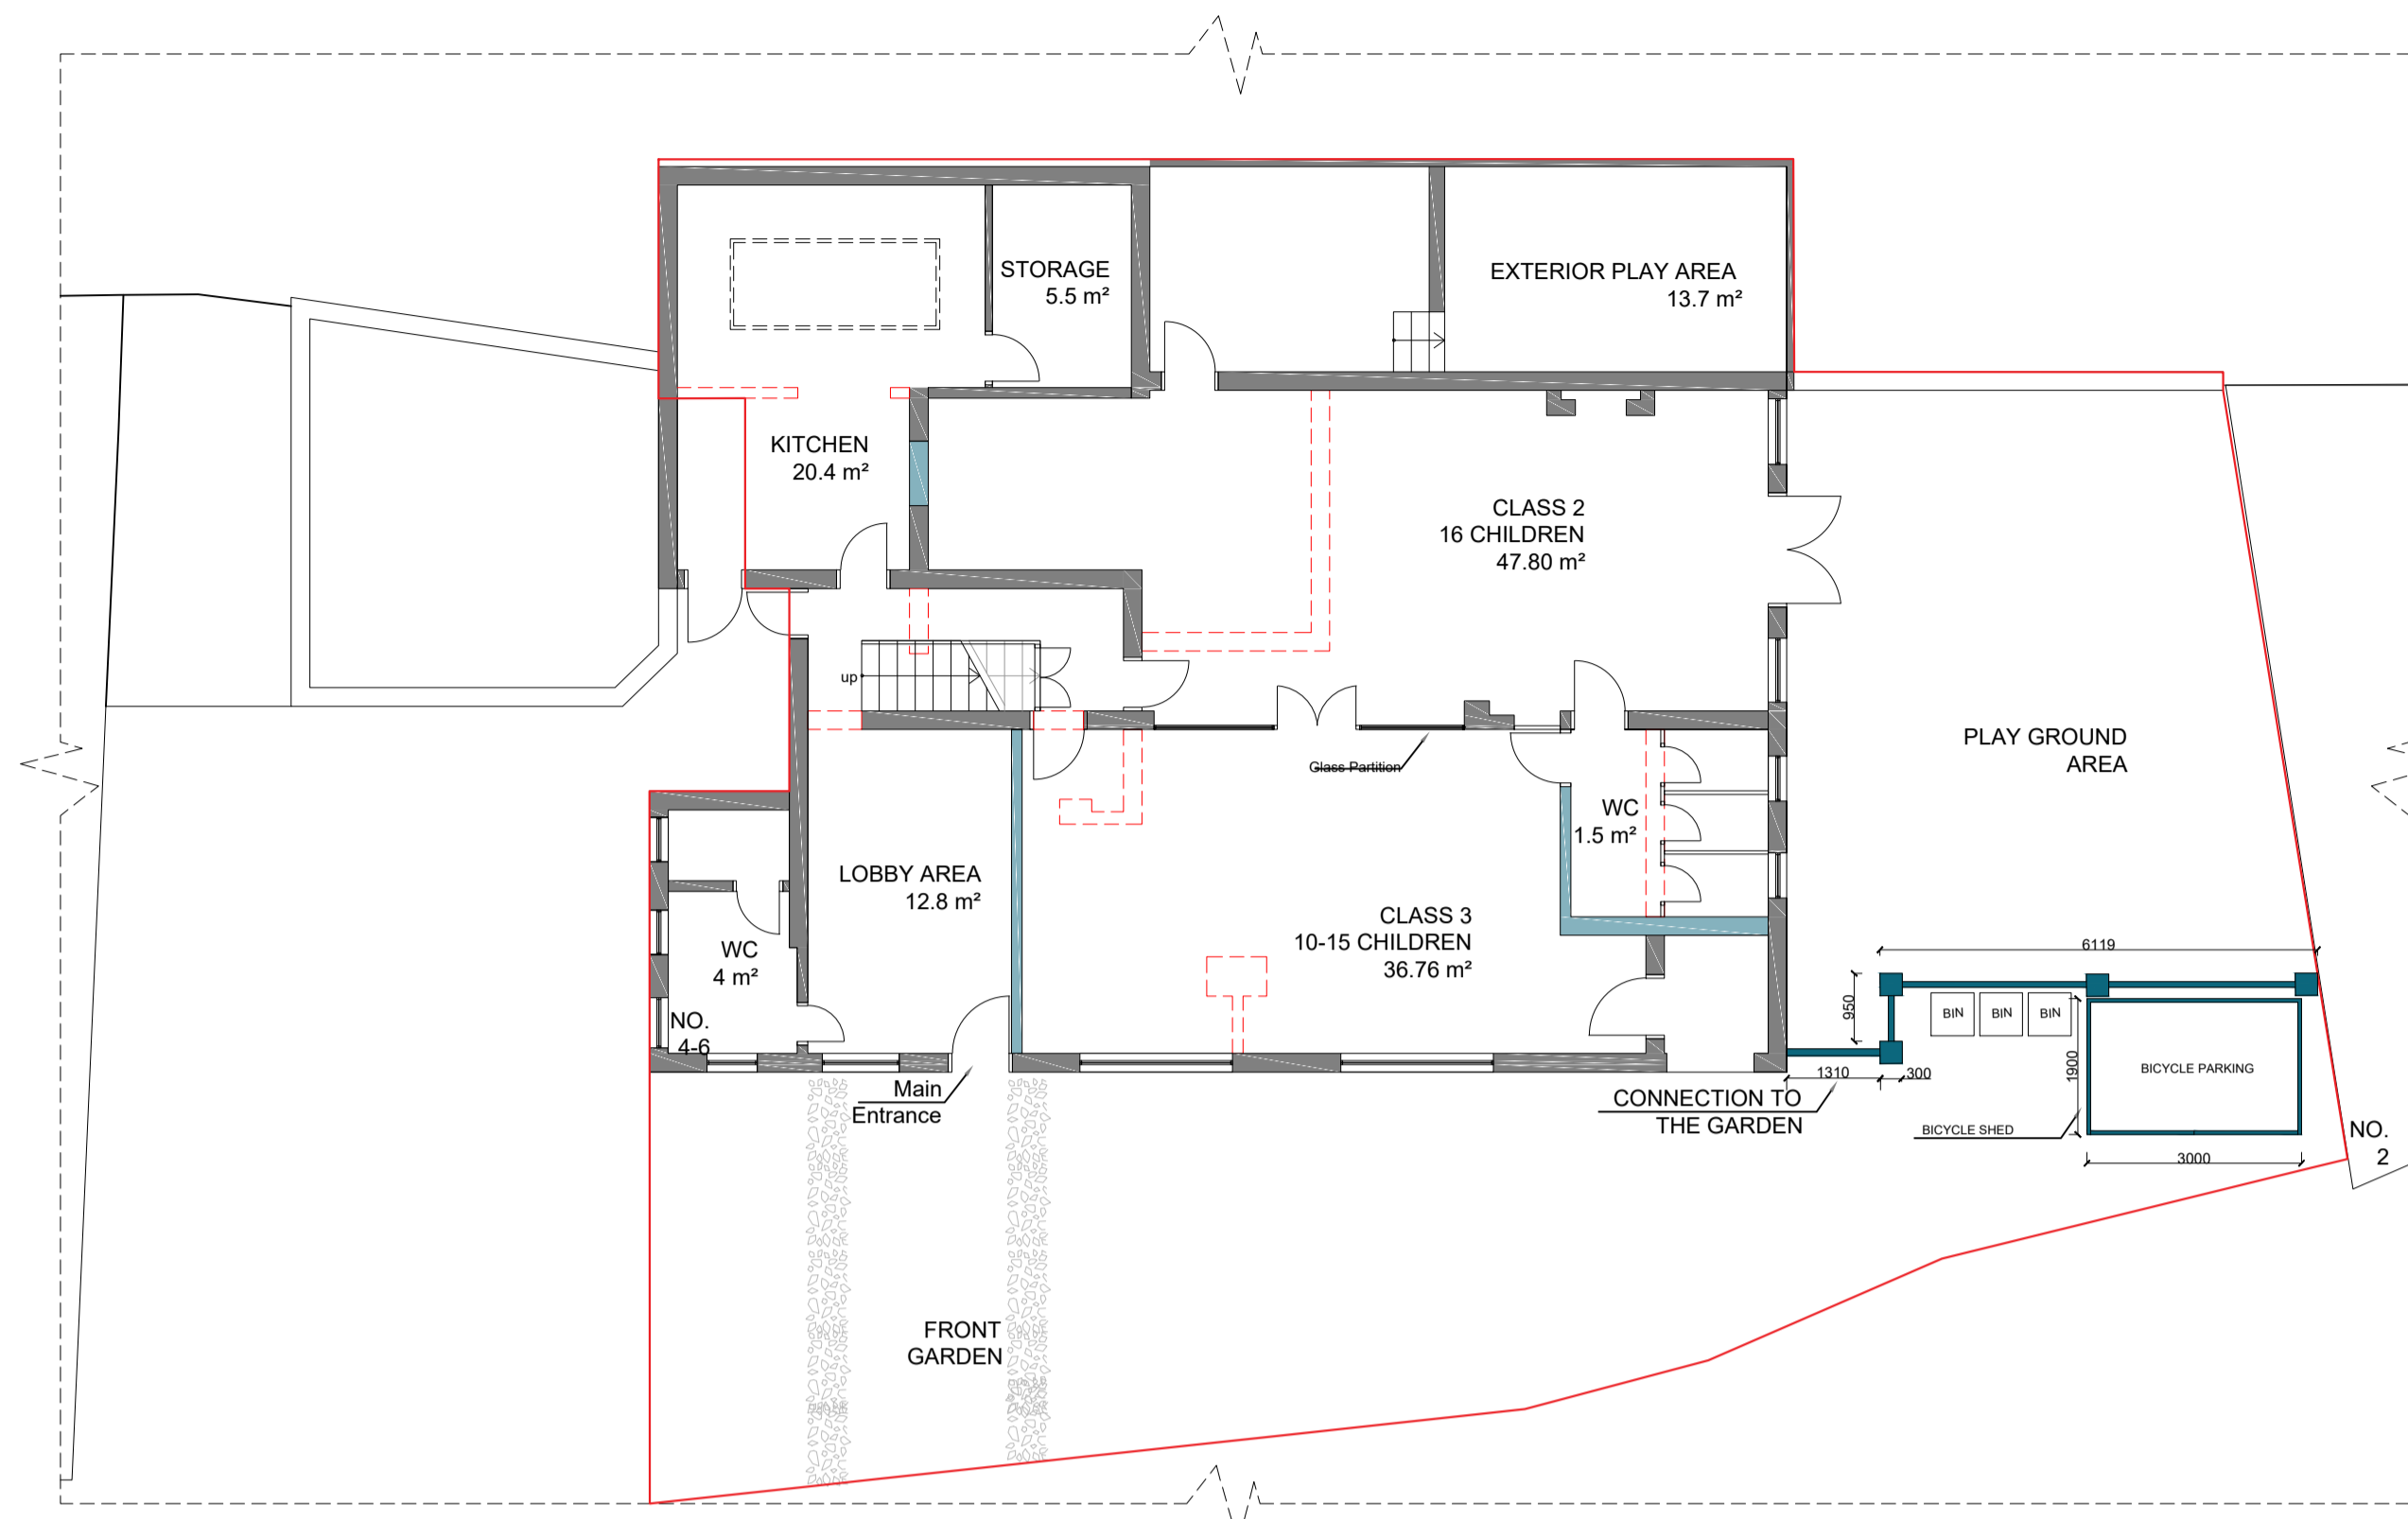 STORAGE
5.5 m²
EXTERIOR PLAY AREA
13.7 m²
KITCHEN
20.4 m²
CLASS 2
16 CHILDREN
47.80 m²
up
Glass Partition
PLAY GROUND
AREA
WC
1.5 m²
LOBBY AREA
12.8 m²
CLASS 3
10-15 CHILDREN
36.76 m²
WC
4 m²
NO.
4-6
6119
950
BIN
BIN
BIN
1900
BICYCLE PARKING
1310
300
Main
Entrance
CONNECTION TO
THE GARDEN
BICYCLE SHED
3000
NO.
2
FRONT
GARDEN